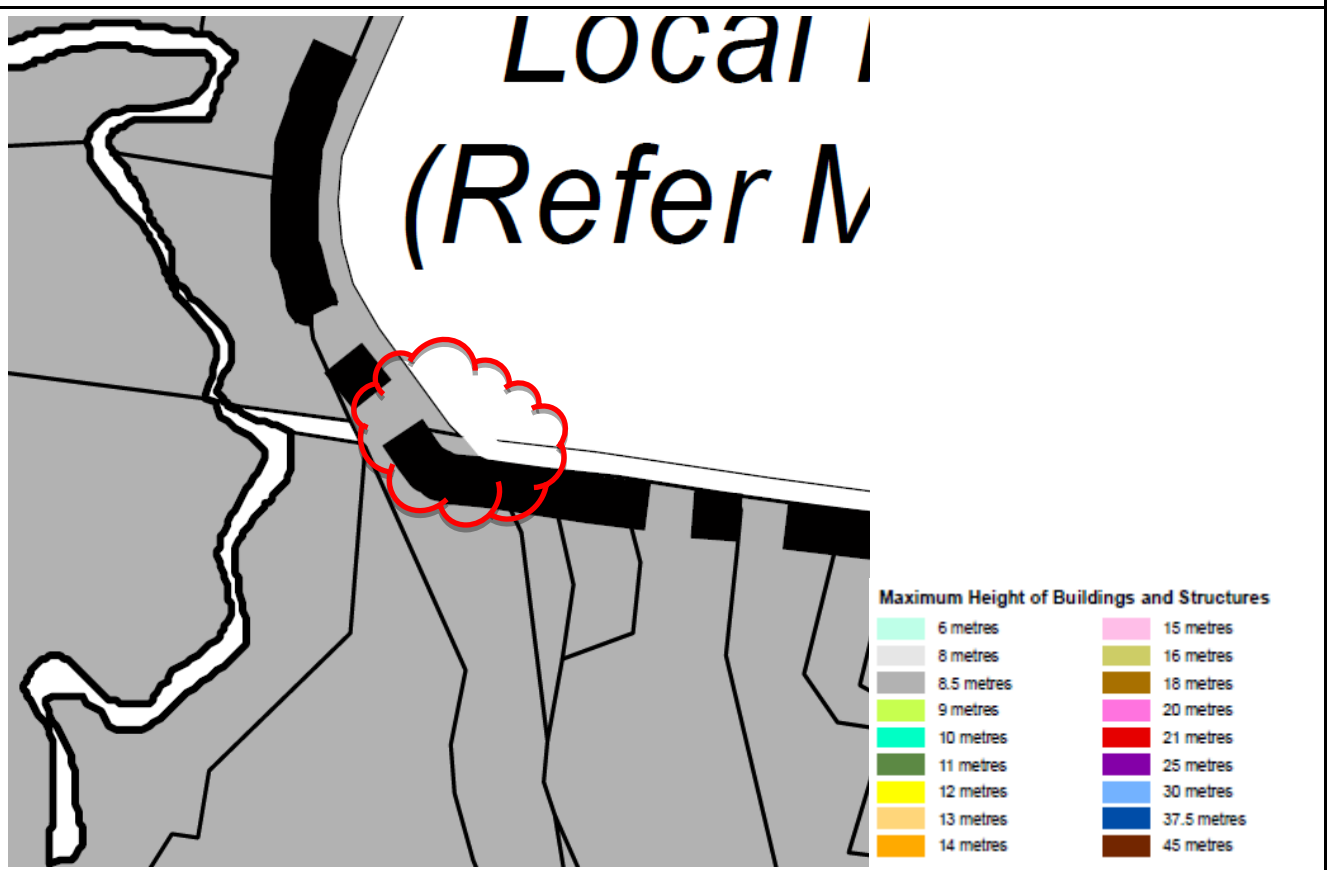 Local
(Refer M
Maximum Height of Buildings and Structures
6 metres
8 metres
8.5 metres
9 metres
10 metres
11 metres
12 metres
13 metres
14 metres
15 metres
16 metres
18 metres
20 metres
21 metres
25 metres
30 metres
37.5 metres
45 metres